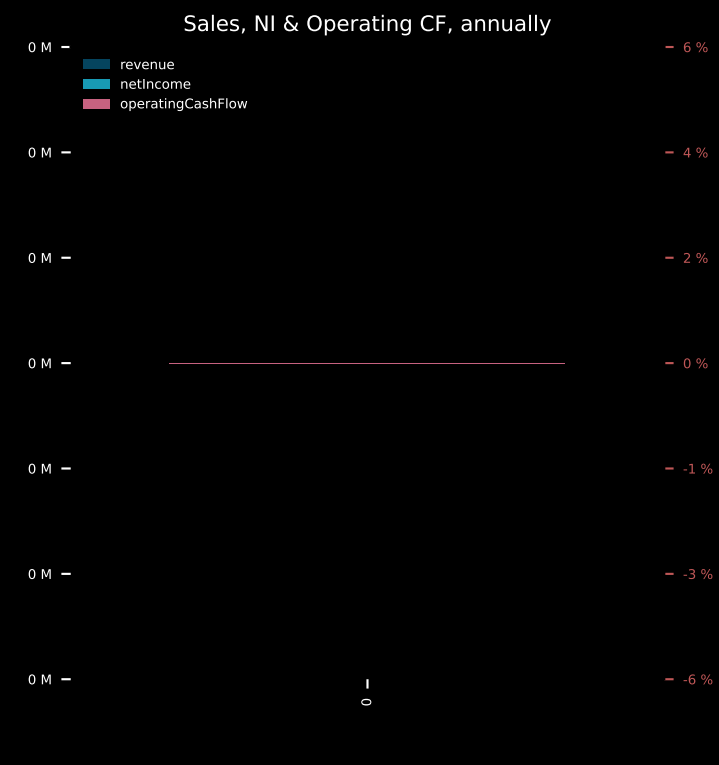 Sales, NI & Operating CF, annually
0 M
6 %
revenue
netIncome
operatingCashFlow
0 M
4 %
0 M
2 %
0 M
0 %
0 M
-1 %
0 M
-3 %
0 M
-6 %
0